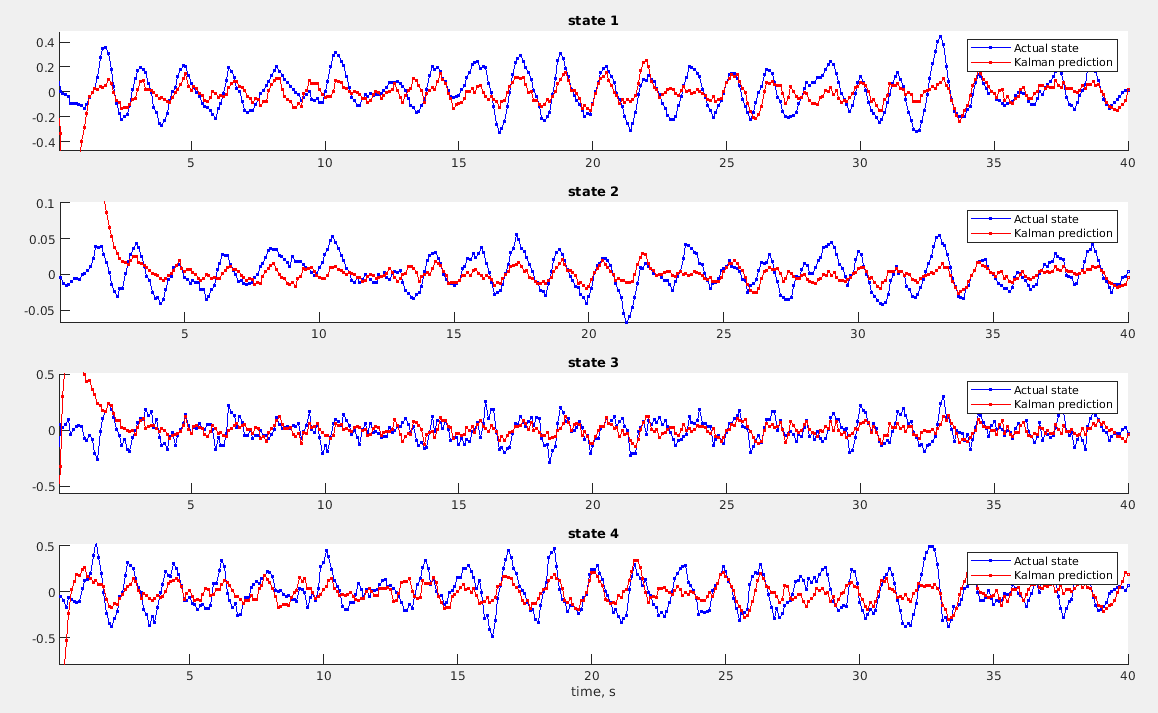 state 1
0.4
0.2
0
-0.2
-0.4
Actual state
Kalman prediction
5 10 15 20 25 30 35 40
state 2
0.1
0.05
0
-0.05
Actual state
Kalman prediction
5 10 15 20 25 30 35 40
state 3
0.5
0
-0.5
Actual state
Kalman prediction
5 10 15 20 25 30 35 40
state 4
0.5
0
-0.5
Actual state
Kalman prediction
5 10 15 20 25 30 35 40
time, s